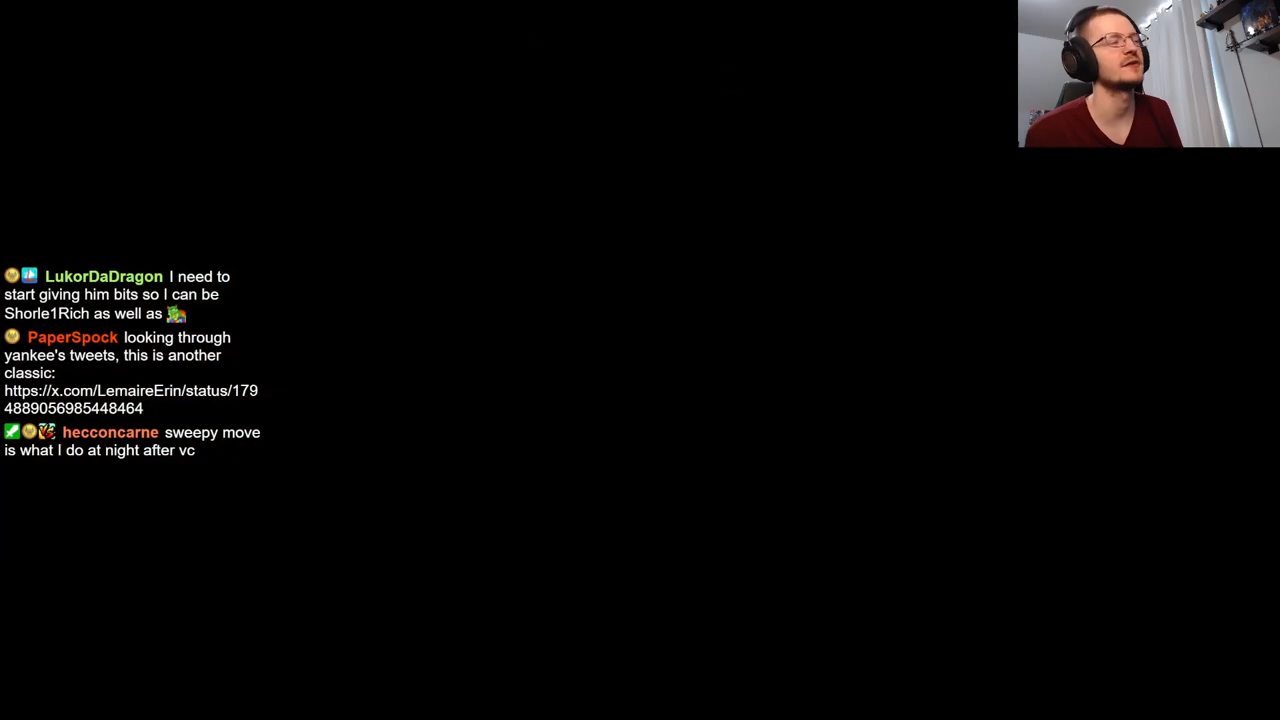 LukorDaDragon I need to
start giving him bits so I can be
Shorle1Rich as well as
PaperSpock looking through
yankee's tweets, this is another
classic:
https://x.com/LemaireErin/status/179
4889056985448464
hecconcarne sweepy move
is what I do at night after vc